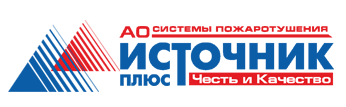 АО СИСТЕМЫ ПОЖАРОТУШЕНИЯ
ИСТОЧНИК
ПЛЮС Честь и Качество